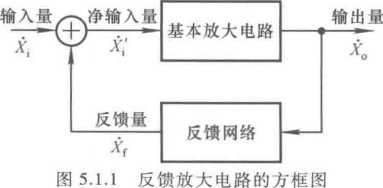 输入量
净输入量
基本放大电路
输出量
Ẋi
+
Ẋi′
Ẋo
反馈量
Ẋf
反馈网络
图 5.1.1 反馈放大电路的方框图